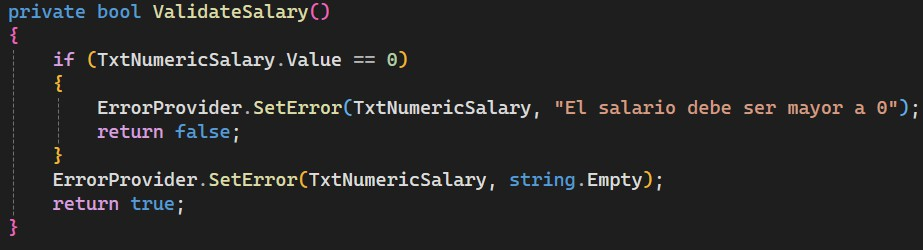 private bool ValidateSalary()
{
    if (TxtNumericSalary.Value == 0)
    {
        ErrorProvider.SetError(TxtNumericSalary, "El salario debe ser mayor a 0");
        return false;
    }
    ErrorProvider.SetError(TxtNumericSalary, string.Empty);
    return true;
}